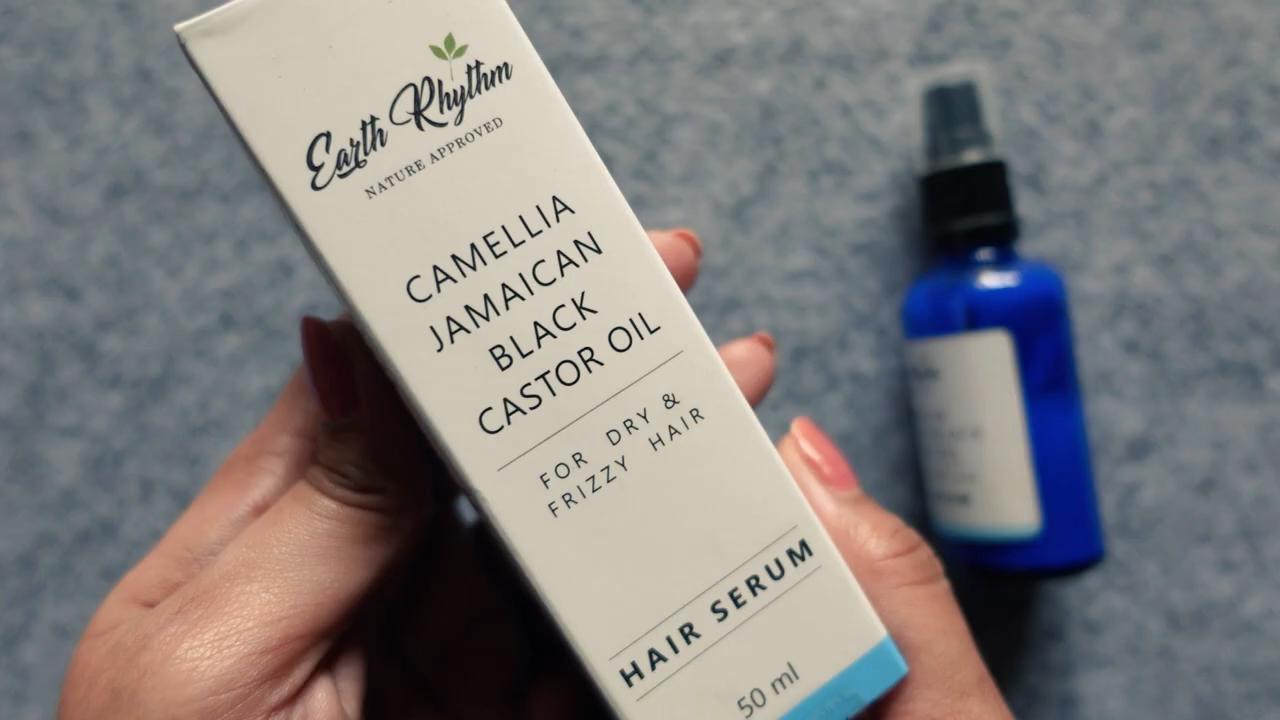 Earth Rhythm
NATURE APPROVED
CAMELLIA
JAMAICAN
BLACK
CASTOR OIL
FOR DRY &
FRIZZY HAIR
HAIR SERUM
50 ml